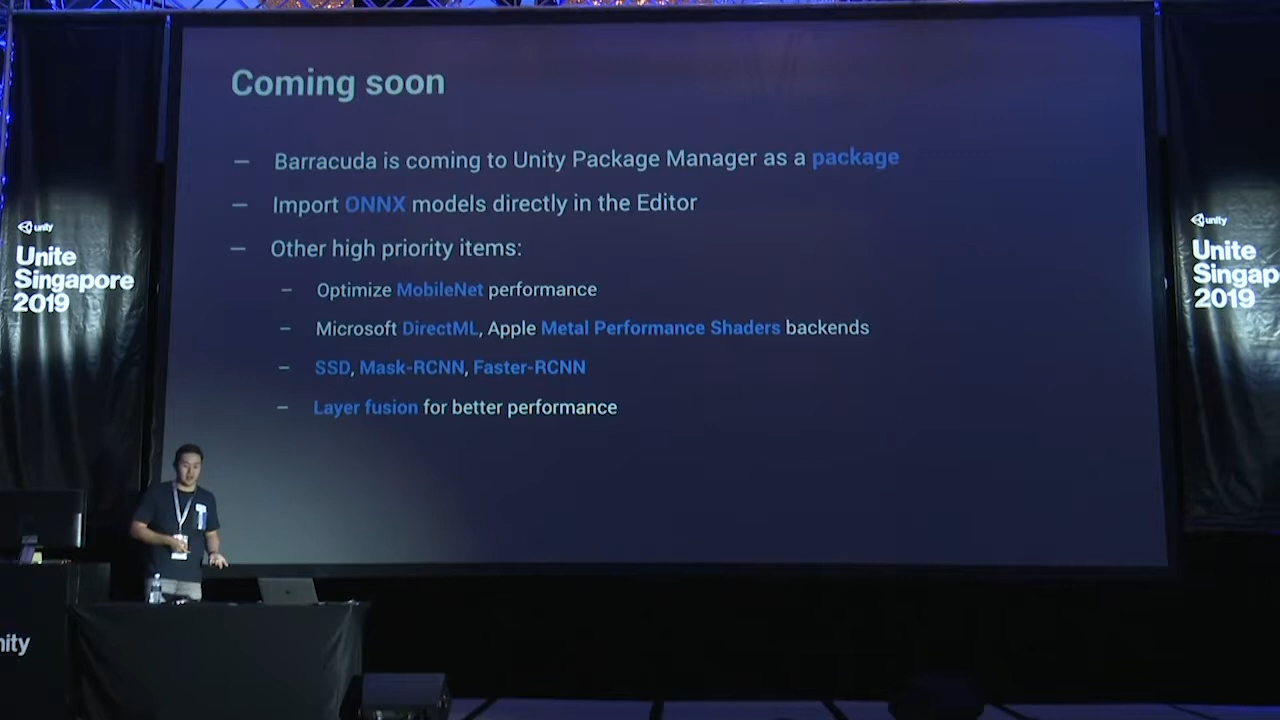 Coming soon
— Barracuda is coming to Unity Package Manager as a package
— Import ONNX models directly in the Editor
— Other high priority items:
– Optimize MobileNet performance
– Microsoft DirectML, Apple Metal Performance Shaders backends
– SSD, Mask-RCNN, Faster-RCNN
– Layer fusion for better performance
unity
Unite
Singapore
2019
unity
Unite
Singap
2019
nity